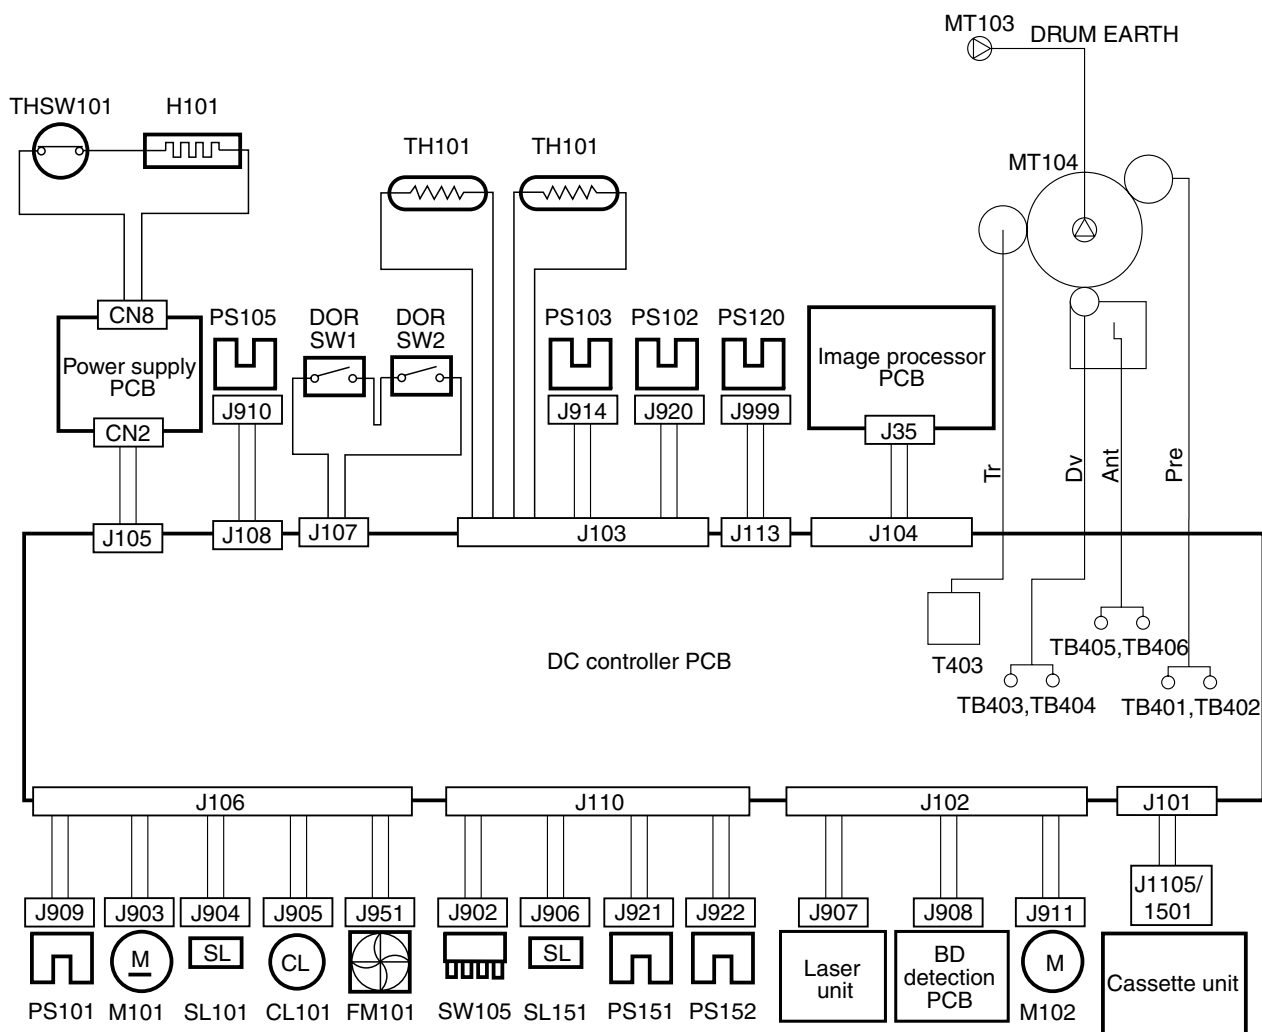 MT103
DRUM EARTH
THSW101
H101
TH101
TH101
MT104
CN8
PS105
DOR
SW1
DOR
SW2
PS103
PS102
PS120
Power supply
PCB
Image processor
PCB
J910
J914
J920
J999
CN2
J35
Tr
Dv
Ant
Pre
J105
J108
J107
J103
J113
J104
DC controller PCB
T403
TB405,TB406
TB403,TB404
TB401,TB402
J106
J110
J102
J101
J909
J903
J904
J905
J951
J902
J906
J921
J922
J907
J908
J911
J1105/
1501
M
SL
CL
SL
Laser
unit
BD
detection
PCB
M
Cassette unit
PS101
M101
SL101
CL101
FM101
SW105
SL151
PS151
PS152
M102